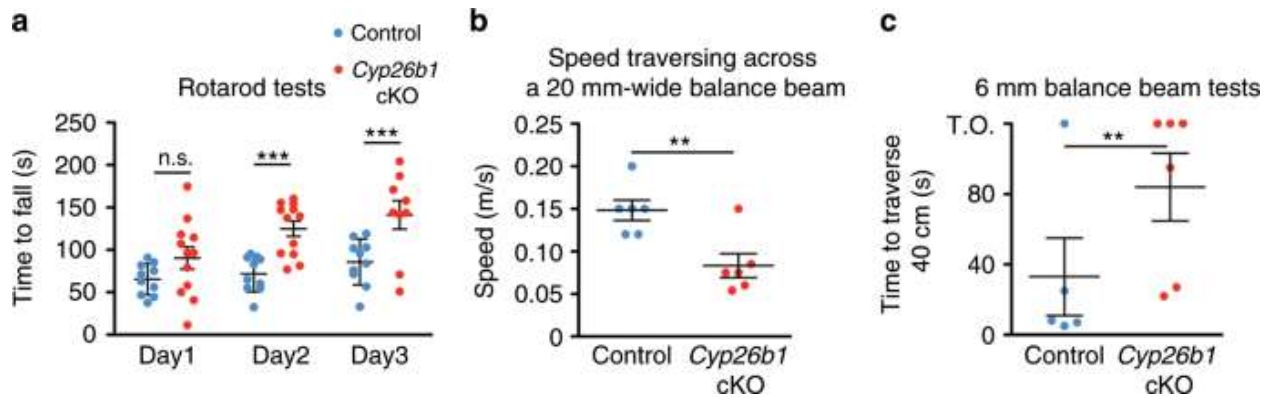 a
Control
Cyp26b1
cKO
Rotarod tests
Time to fall (s)
250
200
150
100
50
0
n.s.
***
***
Day1 Day2 Day3
b
Speed traversing across
a 20 mm-wide balance beam
Speed (m/s)
0.25
0.20
0.15
0.10
0.05
0.00
**
Control Cyp26b1
cKO
c
6 mm balance beam tests
Time to traverse
40 cm (s)
T.O.
80
40
0
**
Control Cyp26b1
cKO